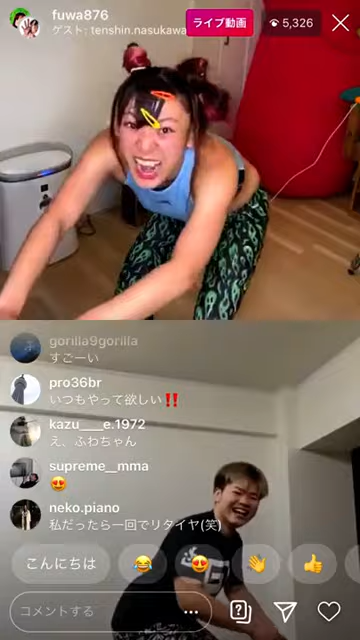 fuwa876
ゲスト: tenshin.nasukawa
ライブ動画
5,326
gorilla9gorilla
すごーい
pro36br
いつもやって欲しい‼️
kazu___e.1972
え、ふわちゃん
supreme_mma
😍
neko.piano
私だったら一回でリタイヤ(笑)
こんにちは 😂 😍 👋 👍
コメントする